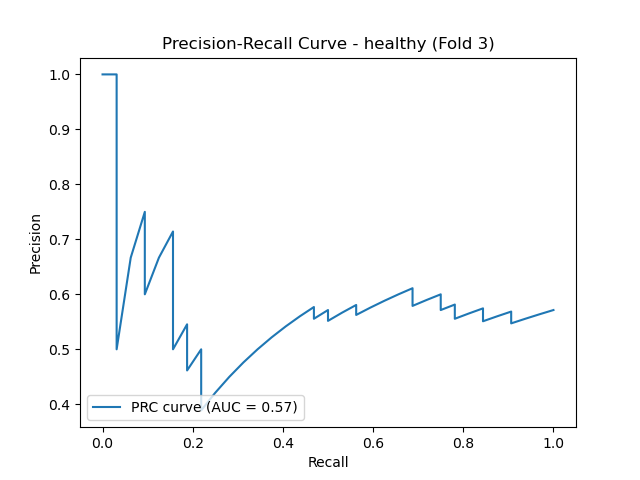 Precision-Recall Curve - healthy (Fold 3)
1.0
0.9
0.8
0.7
0.6
0.5
0.4
Precision
PRC curve (AUC = 0.57)
0.0 0.2 0.4 0.6 0.8 1.0
Recall